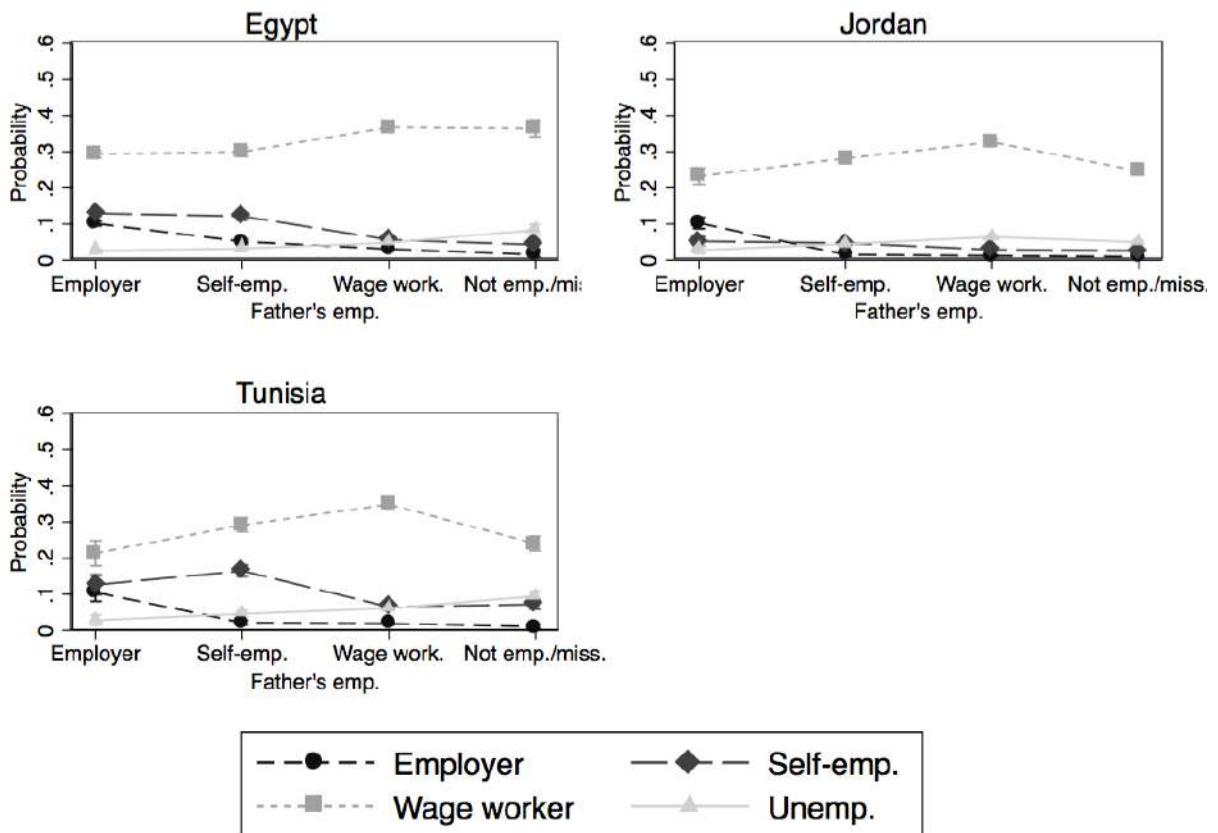 Egypt
Probability
.6
.5
.4
.3
.2
.1
0
Employer Self-emp. Wage work. Not emp./mis
Father's emp.
Jordan
Probability
.6
.5
.4
.3
.2
.1
0
Employer Self-emp. Wage work. Not emp./miss.
Father's emp.
Tunisia
Probability
.6
.5
.4
.3
.2
.1
0
Employer Self-emp. Wage work. Not emp./miss.
Father's emp.
Employer Self-emp.
Wage worker Unemp.